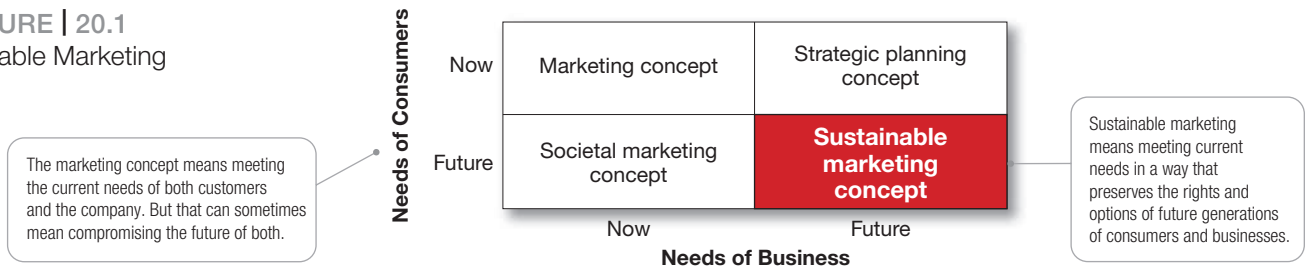 URE | 20.1
able Marketing
Needs of Consumers
Now
Marketing concept
Strategic planning
concept
Future
Societal marketing
concept
Sustainable
marketing
concept
Now
Future
Needs of Business
The marketing concept means meeting
the current needs of both customers
and the company. But that can sometimes
mean compromising the future of both.
Sustainable marketing
means meeting current
needs in a way that
preserves the rights and
options of future generations
of consumers and businesses.